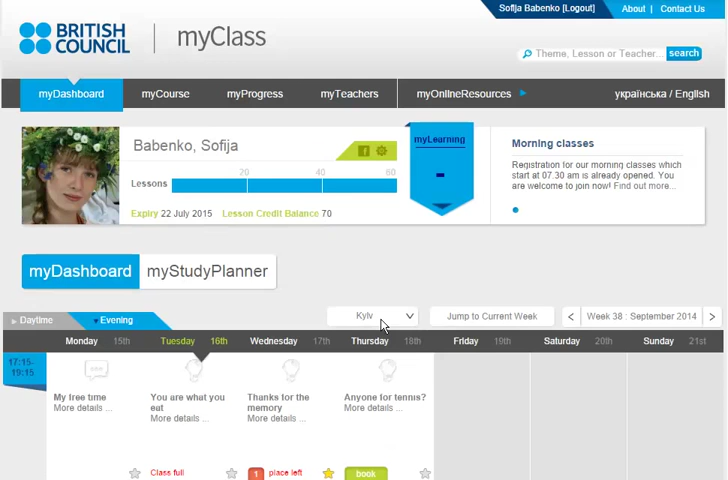 Sofija Babenko [Logout] About | Contact Us
BRITISH
COUNCIL
myClass
Theme, Lesson or Teacher... search
myDashboard myCourse myProgress myTeachers myOnlineResources українська / English
Babenko, Sofija
20 40 60
Lessons
Expiry 22 July 2015 Lesson Credit Balance 70
myLearning
-
Morning classes
Registration for our morning classes which
start at 07.30 am is already opened. You
are welcome to join now! Find out more...
myDashboard myStudyPlanner
Daytime Evening Kyiv Jump to Current Week < Week 38 : September 2014 >
Monday 15th Tuesday 16th Wednesday 17th Thursday 18th Friday 19th Saturday 20th Sunday 21st
17:15-
19:15
My free time
More details ...
You are what you
eat
More details ...
Class full
Thanks for the
memory
More details ...
1 place left
Anyone for tennis?
More details ...
book